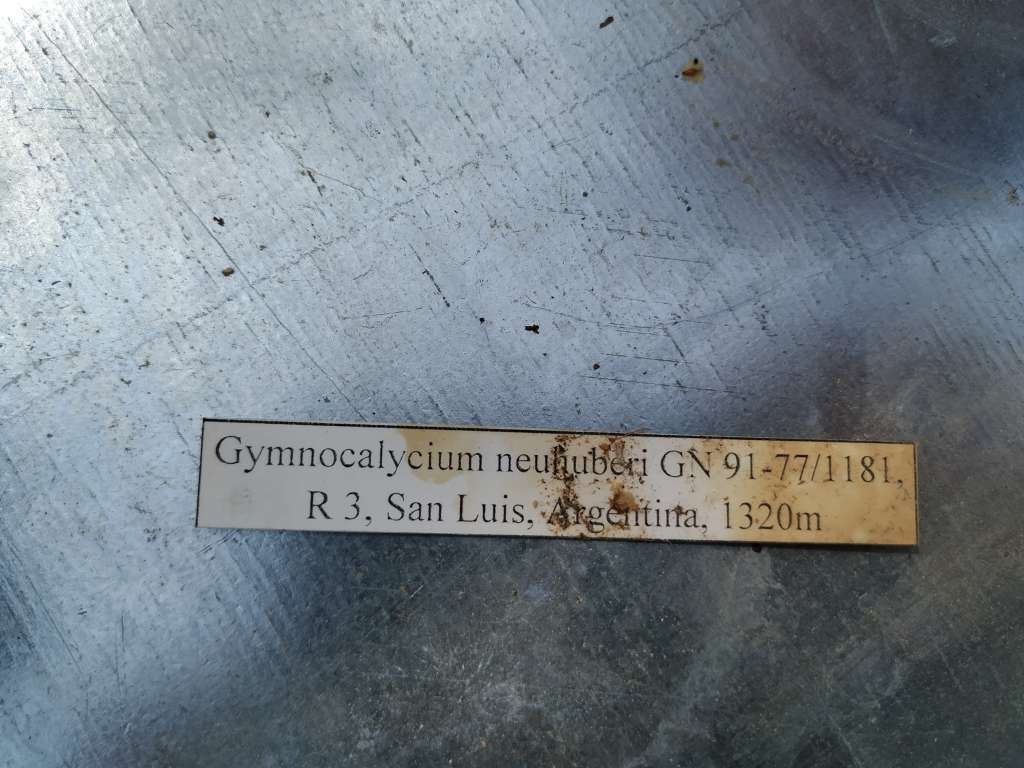 Gymnocalycium neuhuberi GN 91-77/1181,
R 3, San Luis, Argentina, 1320m